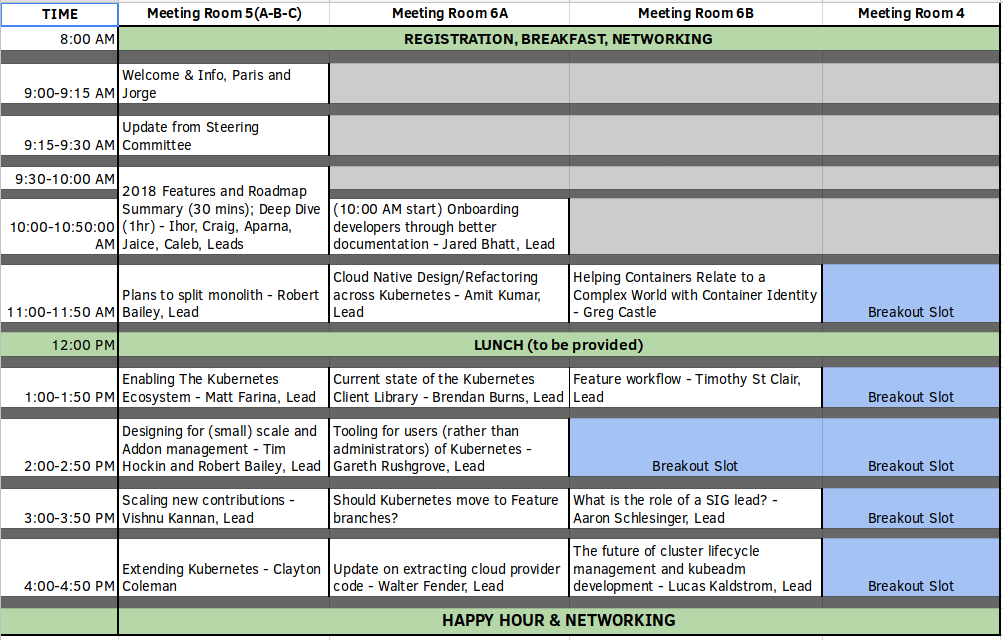 TIME Meeting Room 5(A-B-C) Meeting Room 6A Meeting Room 6B Meeting Room 4
8:00 AM REGISTRATION, BREAKFAST, NETWORKING
Welcome & Info, Paris and
9:00-9:15 AM Jorge
Update from Steering
9:15-9:30 AM Committee
9:30-10:00 AM
2018 Features and Roadmap
Summary (30 mins); Deep Dive
(1hr) - Ihor, Craig, Aparna,
Jaice, Caleb, Leads
10:00-10:50:00
AM
(10:00 AM start) Onboarding
developers through better
documentation - Jared Bhatt, Lead
11:00-11:50 AM
Plans to split monolith - Robert
Bailey, Lead
Cloud Native Design/Refactoring
across Kubernetes - Amit Kumar,
Lead
Helping Containers Relate to a
Complex World with Container Identity
- Greg Castle
Breakout Slot
12:00 PM LUNCH (to be provided)
1:00-1:50 PM
Enabling The Kubernetes
Ecosystem - Matt Farina, Lead
Current state of the Kubernetes
Client Library - Brendan Burns, Lead
Feature workflow - Timothy St Clair,
Lead
Breakout Slot
2:00-2:50 PM
Designing for (small) scale and
Addon management - Tim
Hockin and Robert Bailey, Lead
Tooling for users (rather than
administrators) of Kubernetes -
Gareth Rushgrove, Lead
Breakout Slot
Breakout Slot
3:00-3:50 PM
Scaling new contributions -
Vishnu Kannan, Lead
Should Kubernetes move to Feature
branches?
What is the role of a SIG lead? -
Aaron Schlesinger, Lead
Breakout Slot
4:00-4:50 PM
Extending Kubernetes - Clayton
Coleman
Update on extracting cloud provider
code - Walter Fender, Lead
The future of cluster lifecycle
management and kubeadm
development - Lucas Kaldstrom, Lead
Breakout Slot
HAPPY HOUR & NETWORKING